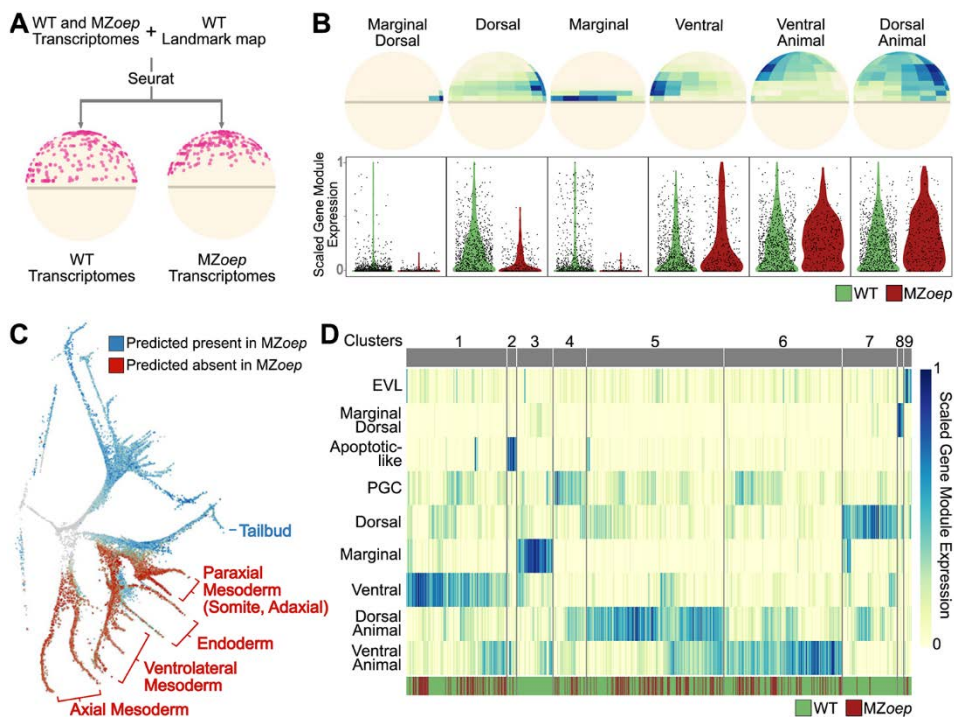 A
WT and MZoep + WT
Transcriptomes Landmark map
Seurat
WT
Transcriptomes
MZoep
Transcriptomes
B
Marginal
Dorsal
Dorsal
Marginal
Ventral
Ventral
Animal
Dorsal
Animal
Scaled Gene Module
Expression
1
0
WT MZoep
C
Predicted present in MZoep
Predicted absent in MZoep
Tailbud
Paraxial
Mesoderm
(Somite, Adaxial)
Endoderm
Ventrolateral
Mesoderm
Axial Mesoderm
D
Clusters 1 2 3 4 5 6 7 8 9
EVL
Marginal
Dorsal
Apoptotic-
like
PGC
Dorsal
Marginal
Ventral
Dorsal
Animal
Ventral
Animal
1
0
Scaled Gene Module Expression
WT MZoep